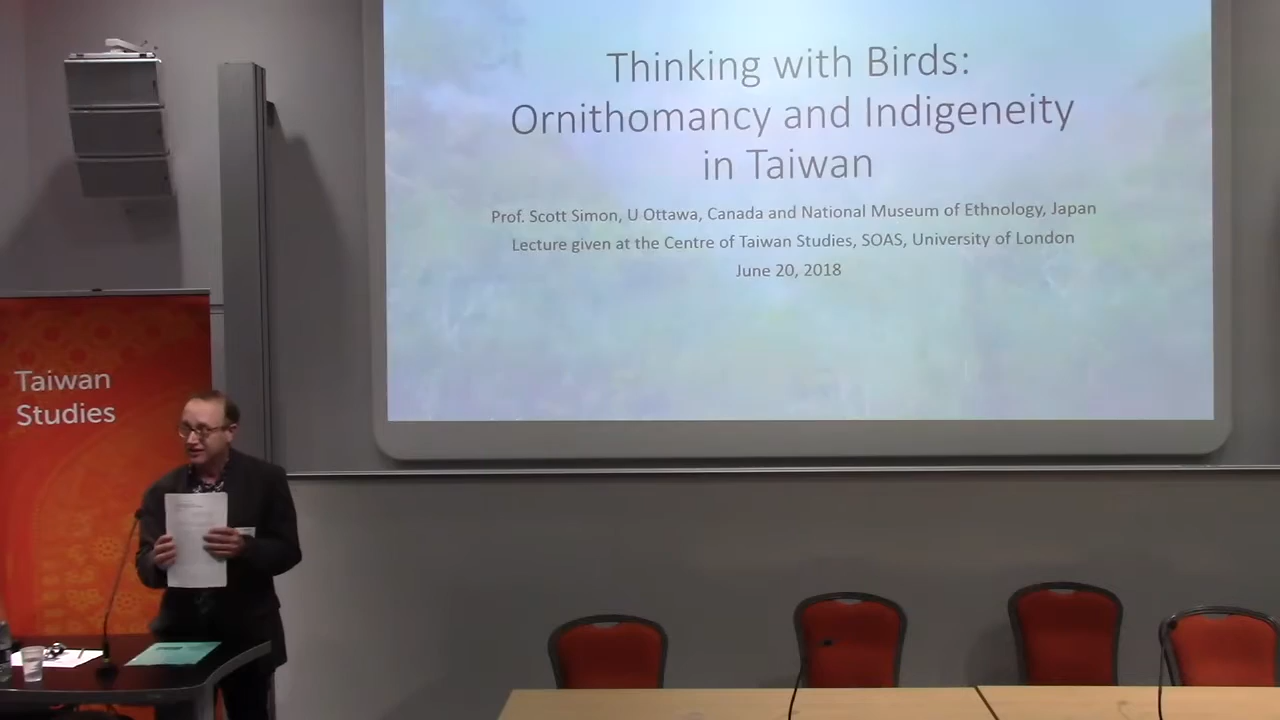 Thinking with Birds:
Ornithomancy and Indigeneity
in Taiwan
Prof. Scott Simon, U Ottawa, Canada and National Museum of Ethnology, Japan
Lecture given at the Centre of Taiwan Studies, SOAS, University of London
June 20, 2018
Taiwan
Studies